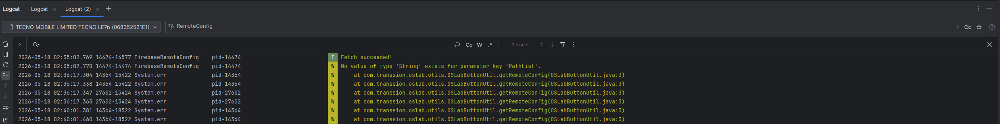 Logcat Logcat Logcat (2)
TECNO MOBILE LIMITED TECNO LE7n (068352521E1 RemoteConfig Cc
Cc W .* 0 results
2026-05-18 02:35:02.769 14474-14577 FirebaseRemoteConfig pid-14474 I Fetch succeeded!
2026-05-18 02:35:02.770 14474-14474 FirebaseRemoteConfig pid-14474 W No value of type 'String' exists for parameter key 'PathList'.
2026-05-18 02:36:17.304 14364-15422 System.err pid-14364 W at com.transsion.oslab.utils.OSLabButtonUtil.getRemoteConfig(OSLabButtonUtil.java:3)
2026-05-18 02:36:17.338 14364-15422 System.err pid-14364 W at com.transsion.oslab.utils.OSLabButtonUtil.getRemoteConfig(OSLabButtonUtil.java:3)
2026-05-18 02:36:17.347 27602-15424 System.err pid-27602 W at com.transsion.oslab.utils.OSLabButtonUtil.getRemoteConfig(OSLabButtonUtil.java:3)
2026-05-18 02:36:17.363 27602-15424 System.err pid-27602 W at com.transsion.oslab.utils.OSLabButtonUtil.getRemoteConfig(OSLabButtonUtil.java:3)
2026-05-18 02:40:01.381 14364-18522 System.err pid-14364 W at com.transsion.oslab.utils.OSLabButtonUtil.getRemoteConfig(OSLabButtonUtil.java:3)
2026-05-18 02:40:01.460 14364-18522 System.err pid-14364 W at com.transsion.oslab.utils.OSLabButtonUtil.getRemoteConfig(OSLabButtonUtil.java:3)